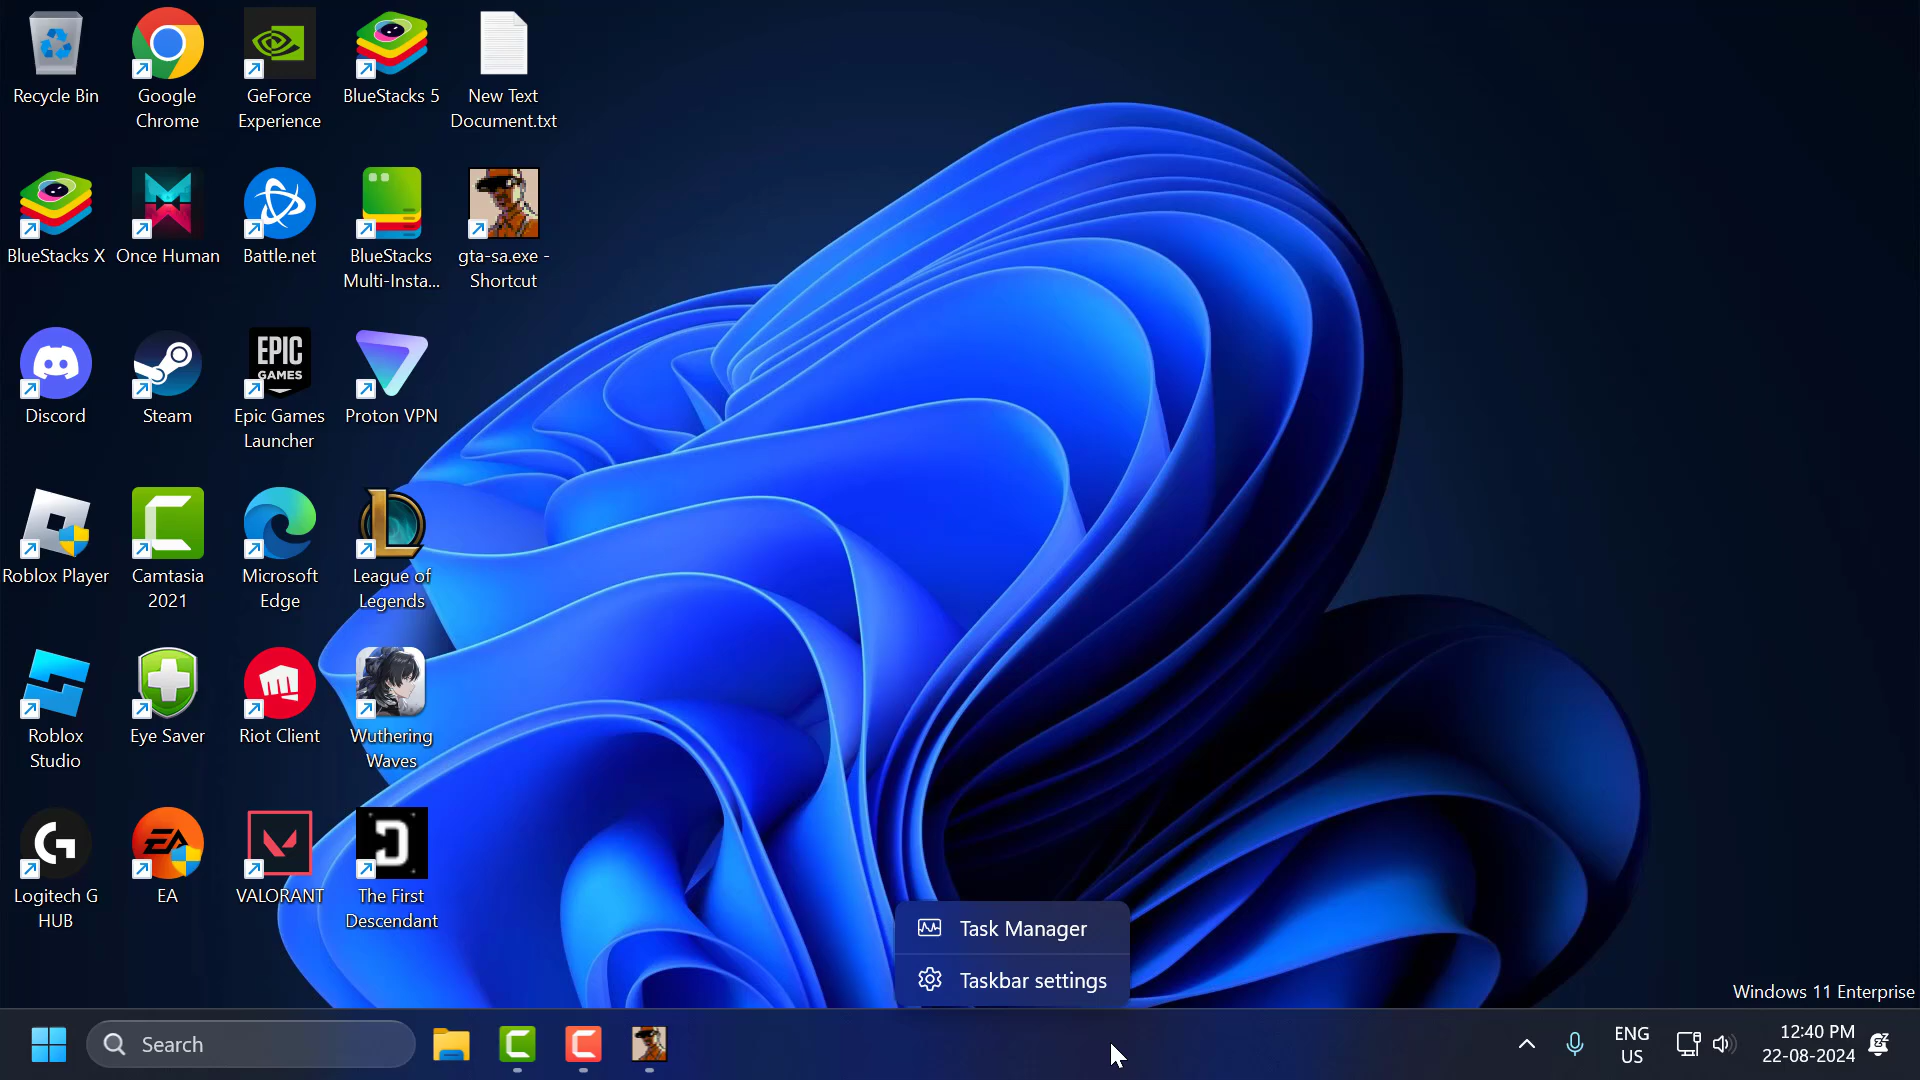 Recycle Bin
Google
Chrome
GeForce
Experience
BlueStacks 5
New Text
Document.txt
BlueStacks X
Once Human
Battle.net
BlueStacks
Multi-Insta...
gta-sa.exe -
Shortcut
Discord
Steam
EPIC
GAMES
Epic Games
Launcher
Proton VPN
Roblox Player
Camtasia
2021
Microsoft
Edge
League of
Legends
Roblox
Studio
Eye Saver
Riot Client
Wuthering
Waves
Logitech G
HUB
EA
EA
VALORANT
The First
Descendant
Task Manager
Taskbar settings
Windows 11 Enterprise
Search
ENG
US
12:40 PM
22-08-2024